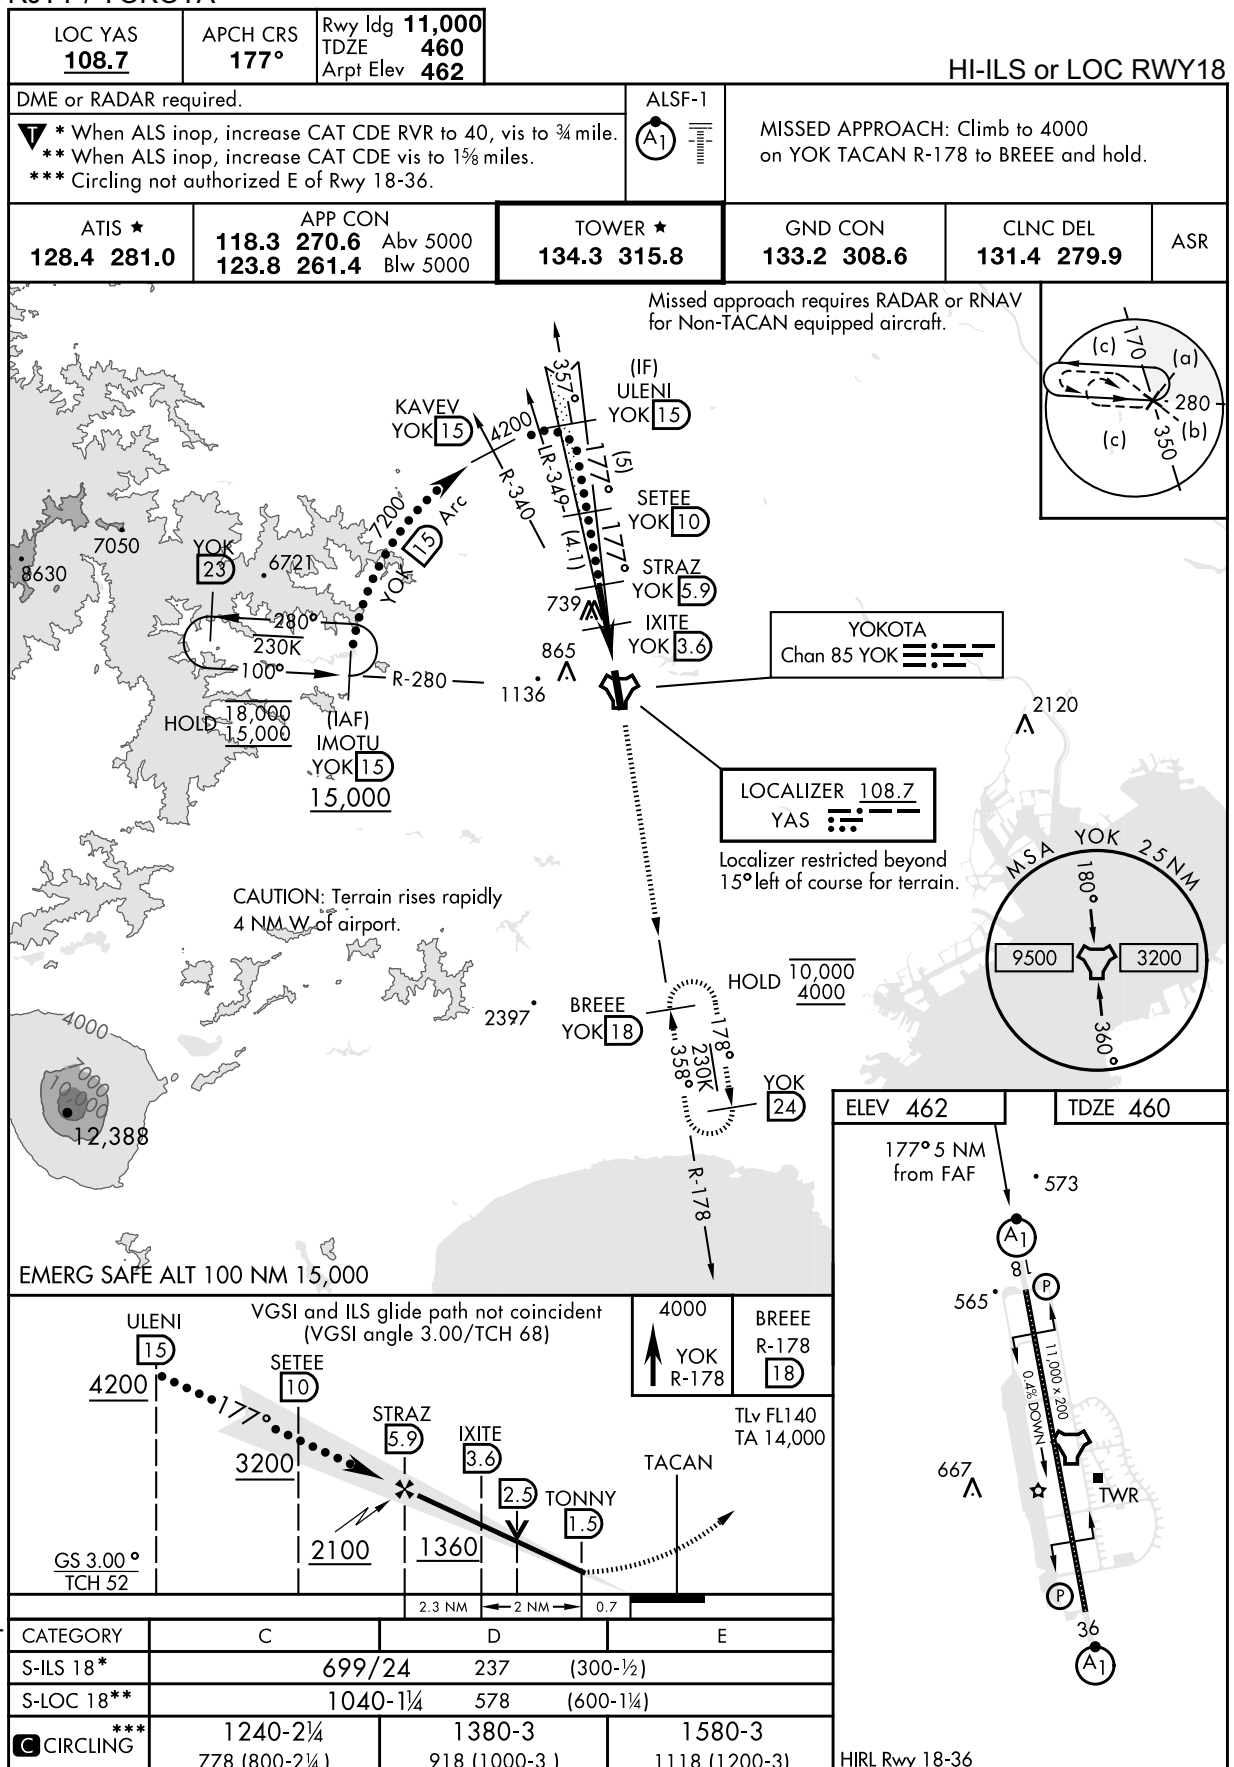 LOC YAS
108.7
APCH CRS
177°
Rwy ldg 11,000
TDZE 460
Arpt Elev 462
HI-ILS or LOC RWY18
DME or RADAR required.
T * When ALS inop, increase CAT CDE RVR to 40, vis to ¾ mile.
** When ALS inop, increase CAT CDE vis to 1⅝ miles.
*** Circling not authorized E of Rwy 18-36.
ALSF-1
A1
MISSED APPROACH: Climb to 4000
on YOK TACAN R-178 to BREEE and hold.
ATIS ★
128.4 281.0
APP CON
118.3 270.6 Abv 5000
123.8 261.4 Blw 5000
TOWER ★
134.3 315.8
GND CON
133.2 308.6
CLNC DEL
131.4 279.9
ASR
Missed approach requires RADAR or RNAV
for Non-TACAN equipped aircraft.
170
(c)
(a)
280
(b)
(c)
350
357°
(IF)
ULENI
YOK 15
KAVEV
YOK 15
4200
LR-349
(4.1)
R-340
177°
(5)
SETEE
YOK 10
177°
7200
YOK 15 Arc
STRAZ
YOK 5.9
739
IXITE
YOK 3.6
7050
8630
YOK
23
6721
280°
230K
100°
R-280
865
1136
HOLD 18,000
15,000
(IAF)
IMOTU
YOK 15
15,000
YOKOTA
Chan 85 YOK
2120
LOCALIZER 108.7
YAS
Localizer restricted beyond
15° left of course for terrain.
CAUTION: Terrain rises rapidly
4 NM W of airport.
MSA YOK 25NM
180°
9500
3200
360°
HOLD 10,000
4000
BREEE
YOK 18
2397
178°
230K
358°
YOK
24
R-178
4000
7000
10000
12,388
EMERG SAFE ALT 100 NM 15,000
ELEV 462
TDZE 460
177° 5 NM
from FAF
573
A1
18
P
565
11,000 x 200
0.4% DOWN
667
TWR
P
36
A1
HIRL Rwy 18-36
VGSI and ILS glide path not coincident
(VGSI angle 3.00/TCH 68)
4000
YOK
R-178
BREEE
R-178
18
TLv FL140
TA 14,000
ULENI
15
4200
177°
SETEE
10
3200
STRAZ
5.9
2100
IXITE
3.6
1360
2.5
TONNY
1.5
TACAN
GS 3.00°
TCH 52
2.3 NM
2 NM
0.7
CATEGORY C D E
S-ILS 18* 699/24 237 (300-½)
S-LOC 18** 1040-1¼ 578 (600-1¼)
C CIRCLING *** 1240-2¼ 1380-3 1580-3
778 (800-2¼) 918 (1000-3) 1118 (1200-3)